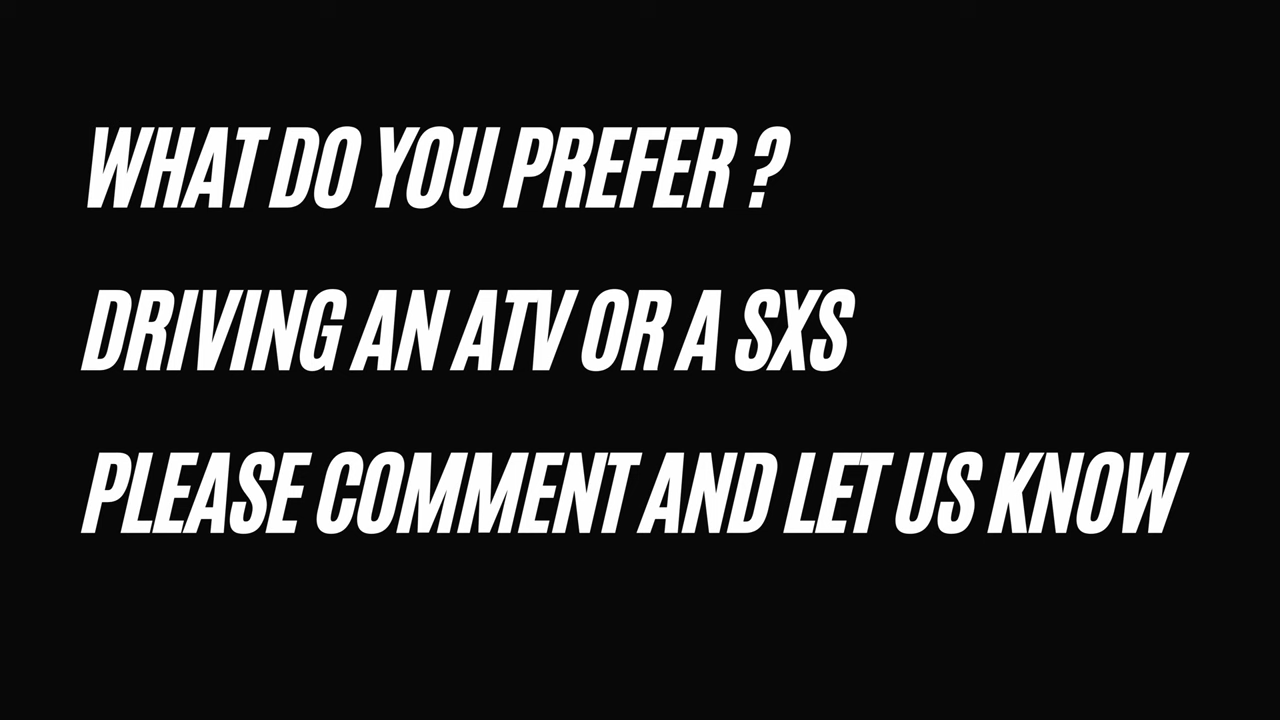 WHAT DO YOU PREFER ?
DRIVING AN ATV OR A SXS
PLEASE COMMENT AND LET US KNOW